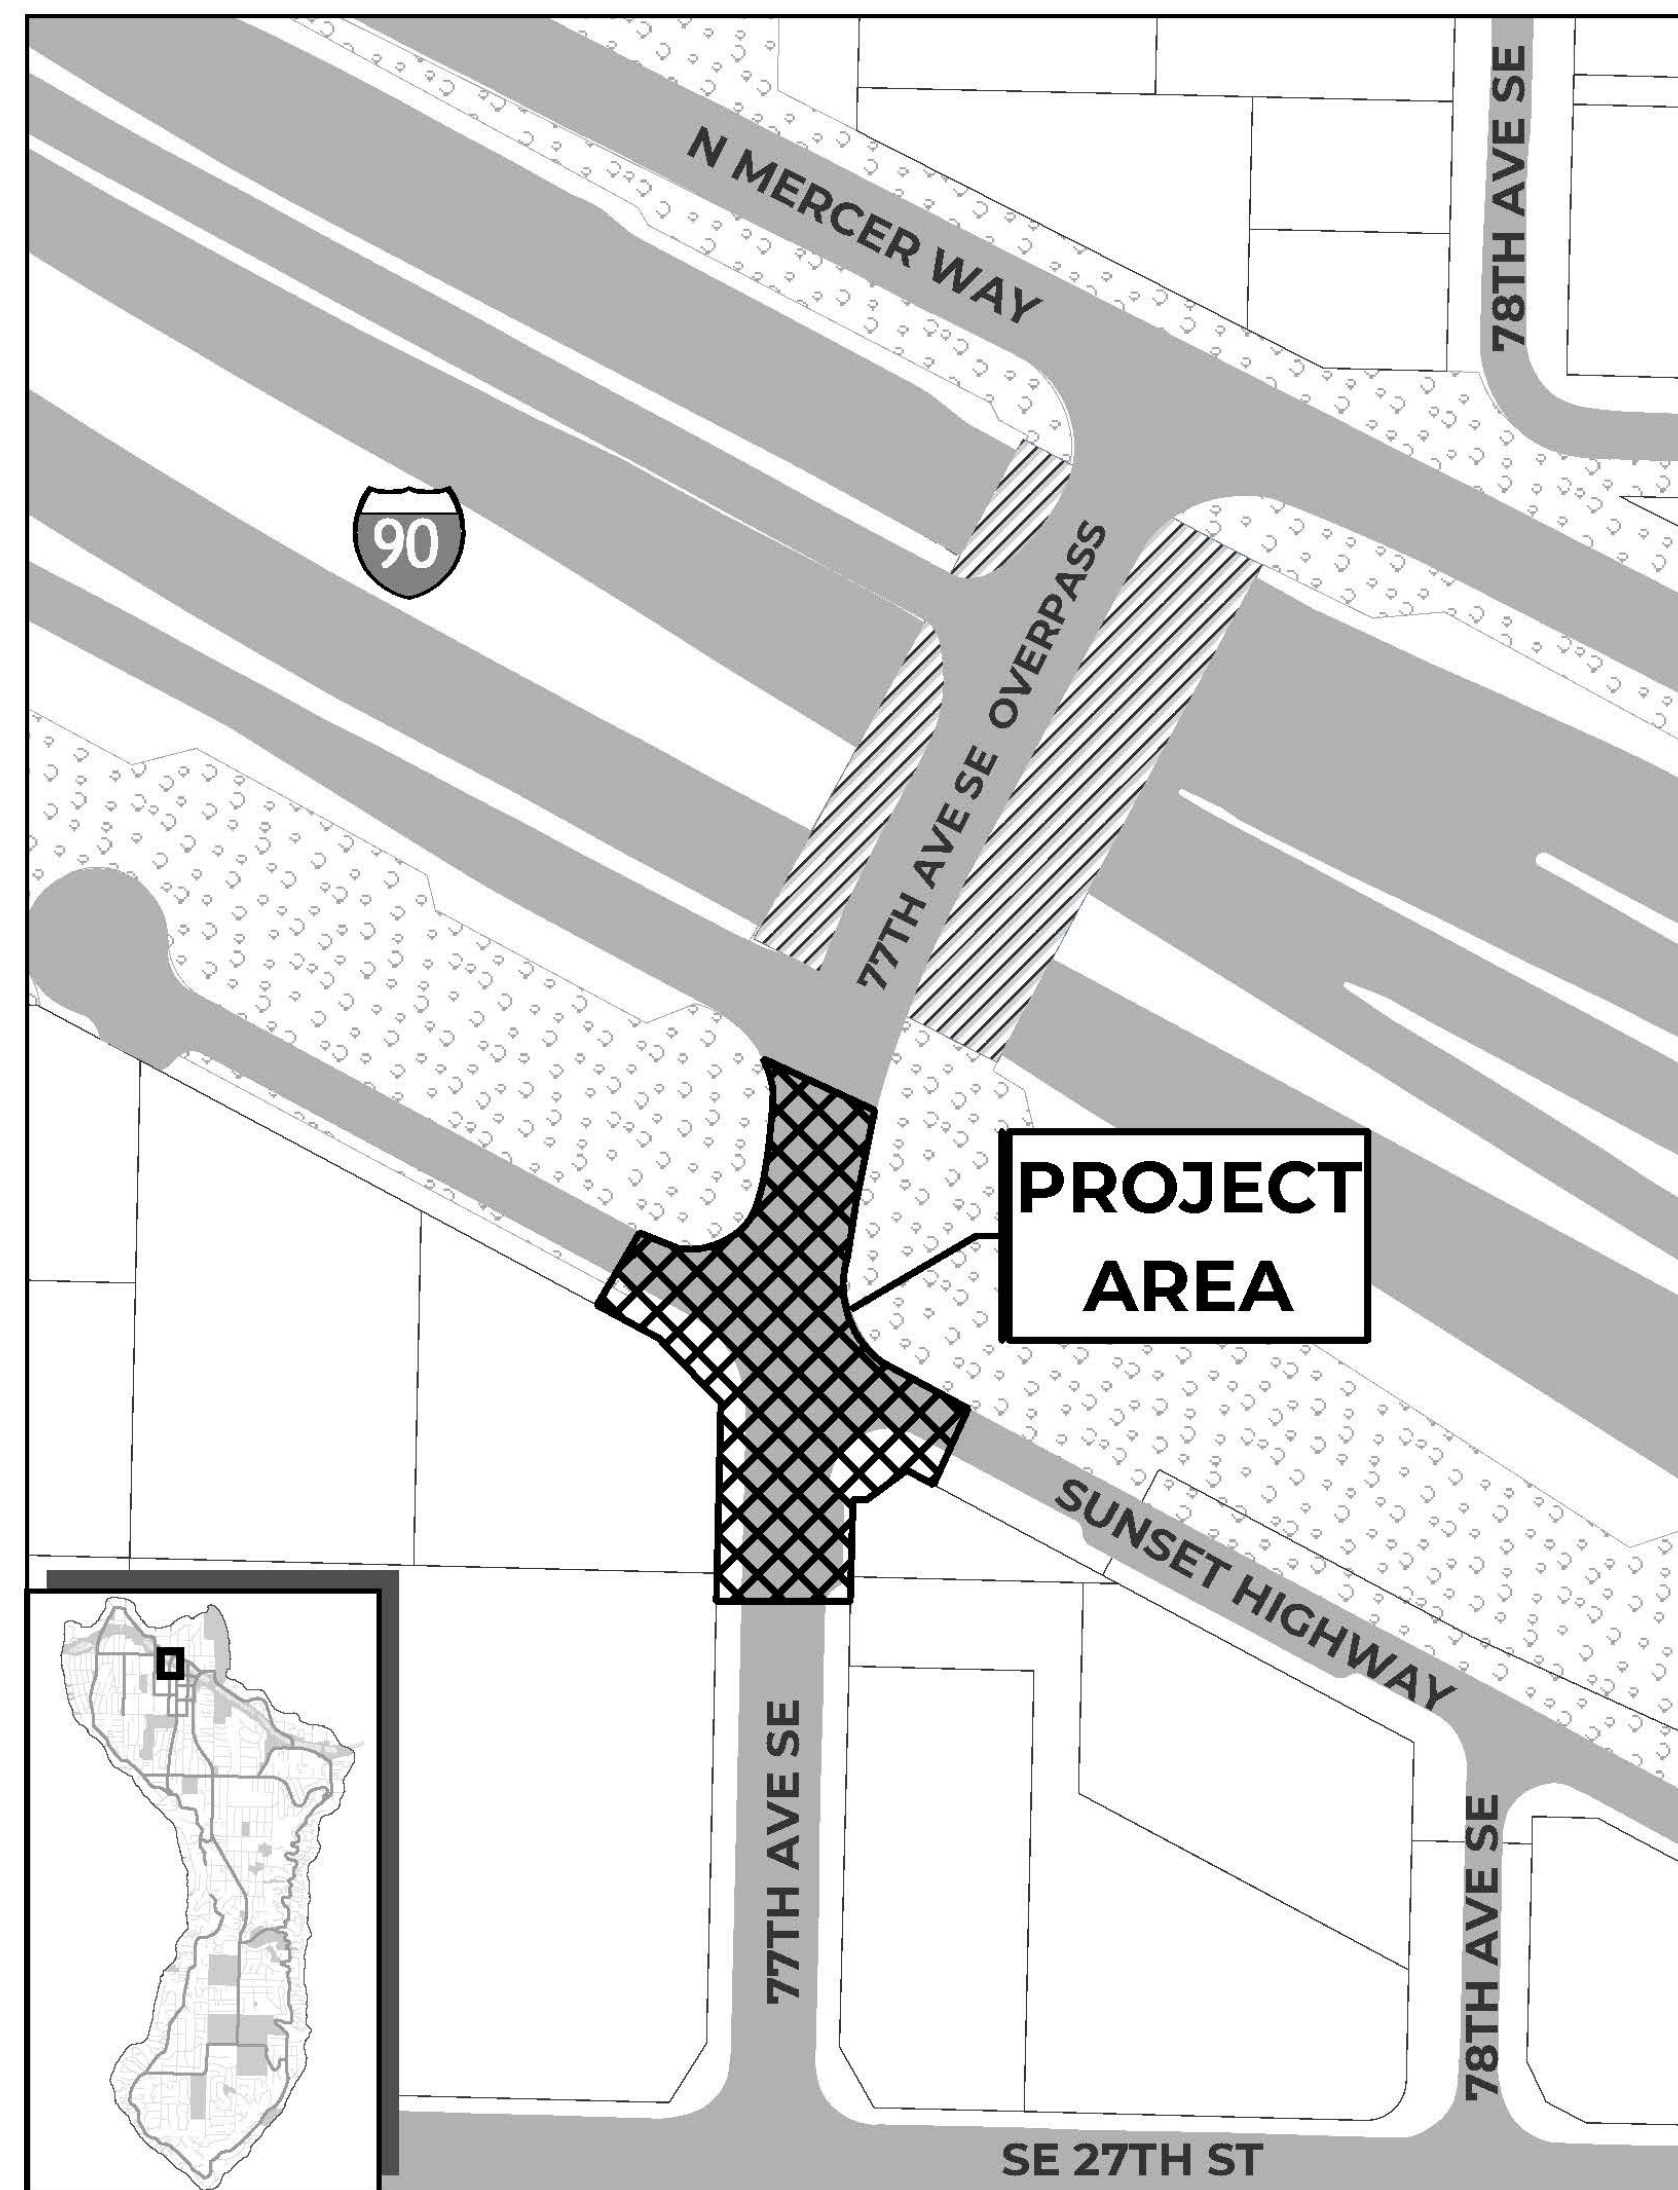 78TH AVE SE
N MERCER WAY
90
77TH AVE SE OVERPASS
PROJECT
AREA
SUNSET HIGHWAY
77TH AVE SE
78TH AVE SE
SE 27TH ST